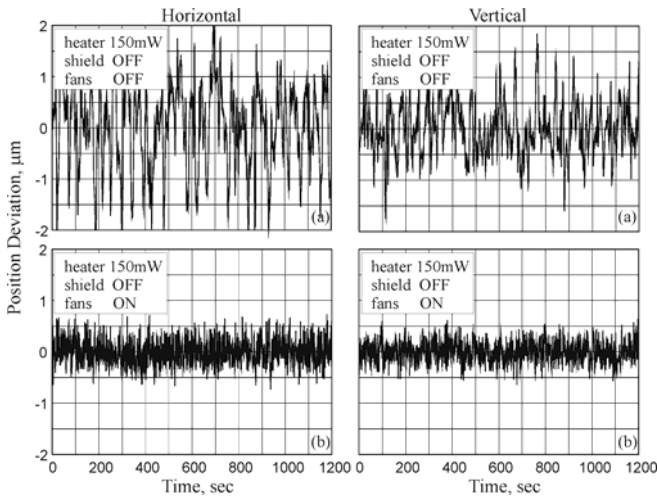 Horizontal
Vertical
Position Deviation, μm
2
1
0
-1
-2
heater 150mW
shield OFF
fans OFF
(a)
heater 150mW
shield OFF
fans OFF
(a)
2
1
0
-1
-2
heater 150mW
shield OFF
fans ON
(b)
heater 150mW
shield OFF
fans ON
(b)
0 200 400 600 800 1000 1200
0 200 400 600 800 1000 1200
Time, sec
Time, sec